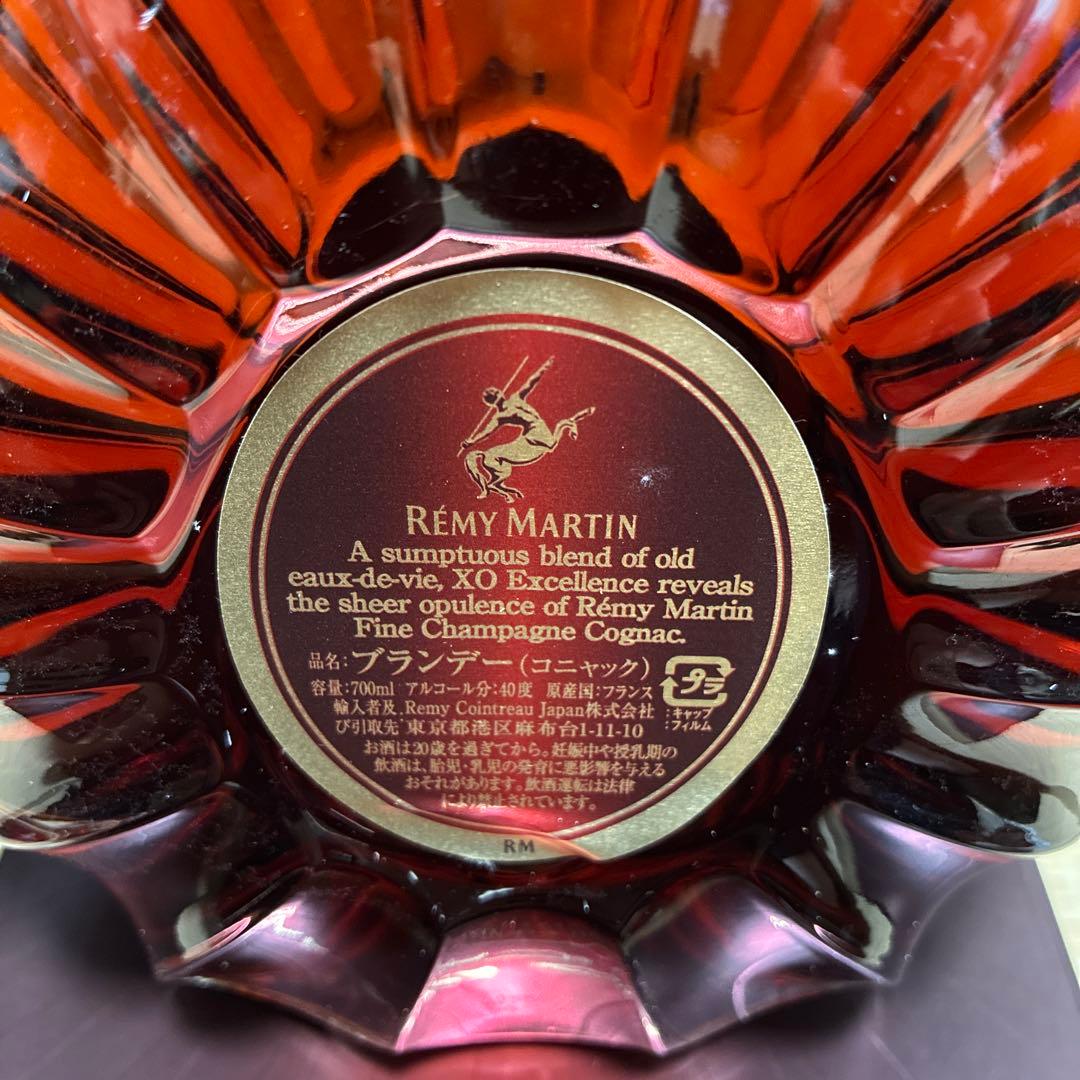 RÉMY MARTIN
A sumptuous blend of old
eaux-de-vie, XO Excellence reveals
the sheer opulence of Rémy Martin
Fine Champagne Cognac.
品名:ブランデー(コニャック)
プラ
容量:700ml アルコール分:40度 原産国:フランス
輸入者及 Remy Cointreau Japan株式会社
び引取先:東京都港区麻布台1-11-10
:キャップ
:フィルム
お酒は20歳を過ぎてから。妊娠中や授乳期の
飲酒は、胎児・乳児の発育に悪影響を与える
おそれがあります。飲酒運転は法律
により禁止されています。
RM